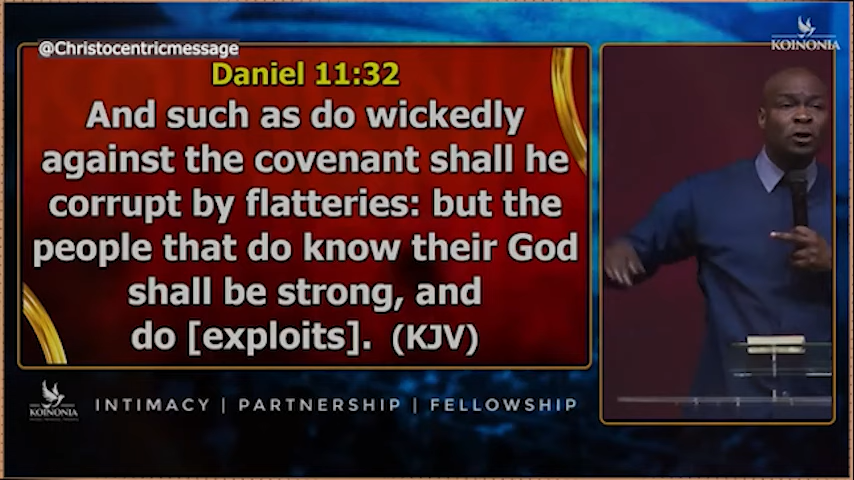 @Christocentricmessage
KOINONIA
Daniel 11:32
And such as do wickedly
against the covenant shall he
corrupt by flatteries: but the
people that do know their God
shall be strong, and
do [exploits]. (KJV)
KOINONIA
INTIMACY | PARTNERSHIP | FELLOWSHIP